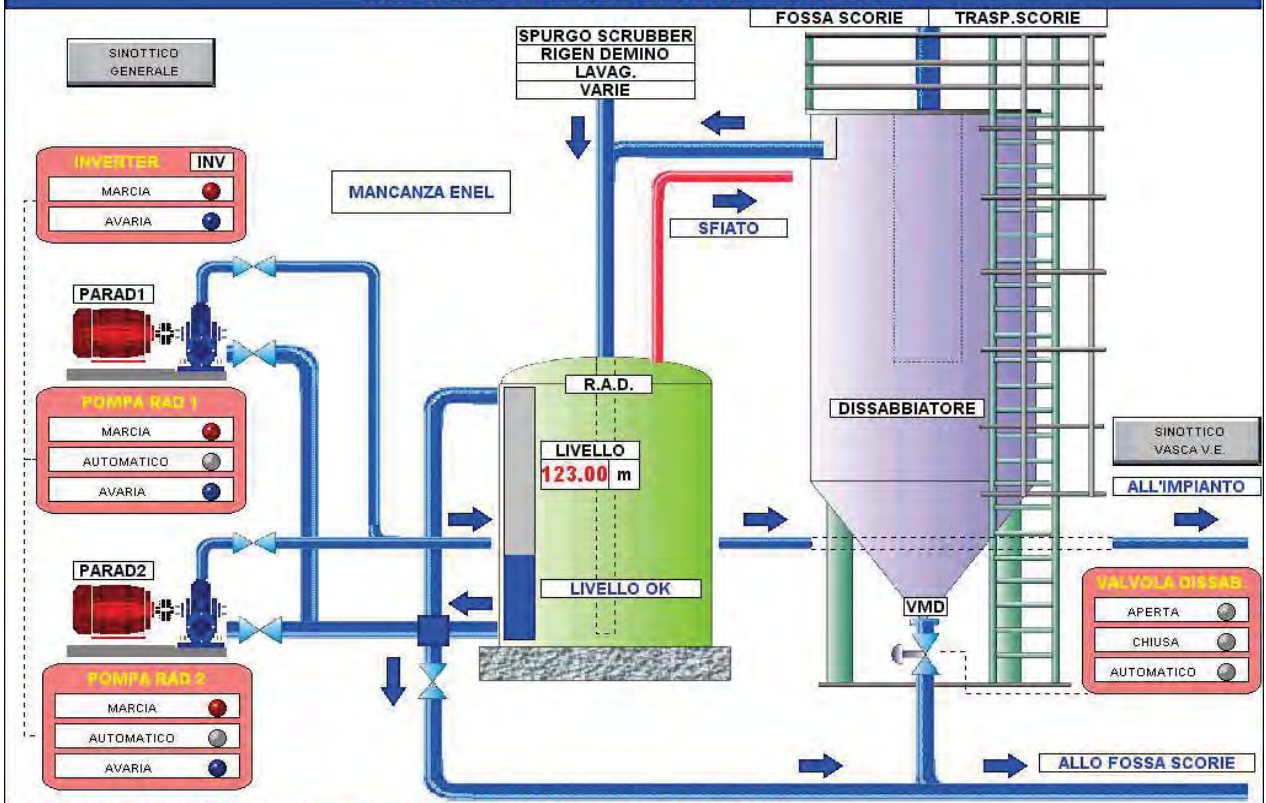 FOSSA SCORIE
TRASP.SCORIE
SINOTTICO
GENERALE
SPURGO SCRUBBER
RIGEN DEMINO
LAVAG.
VARIE
INVERTER
INV
MARCIA
AVARIA
MANCANZA ENEL
SFIATO
PARAD1
POMPA RAD 1
MARCIA
AUTOMATICO
AVARIA
R.A.D.
LIVELLO
123.00 m
LIVELLO OK
DISSABBIATORE
SINOTTICO
VASCA V.E.
ALL'IMPIANTO
PARAD2
POMPA RAD 2
MARCIA
AUTOMATICO
AVARIA
VMD
VALVOLA DISSAB.
APERTA
CHIUSA
AUTOMATICO
ALLO FOSSA SCORIE